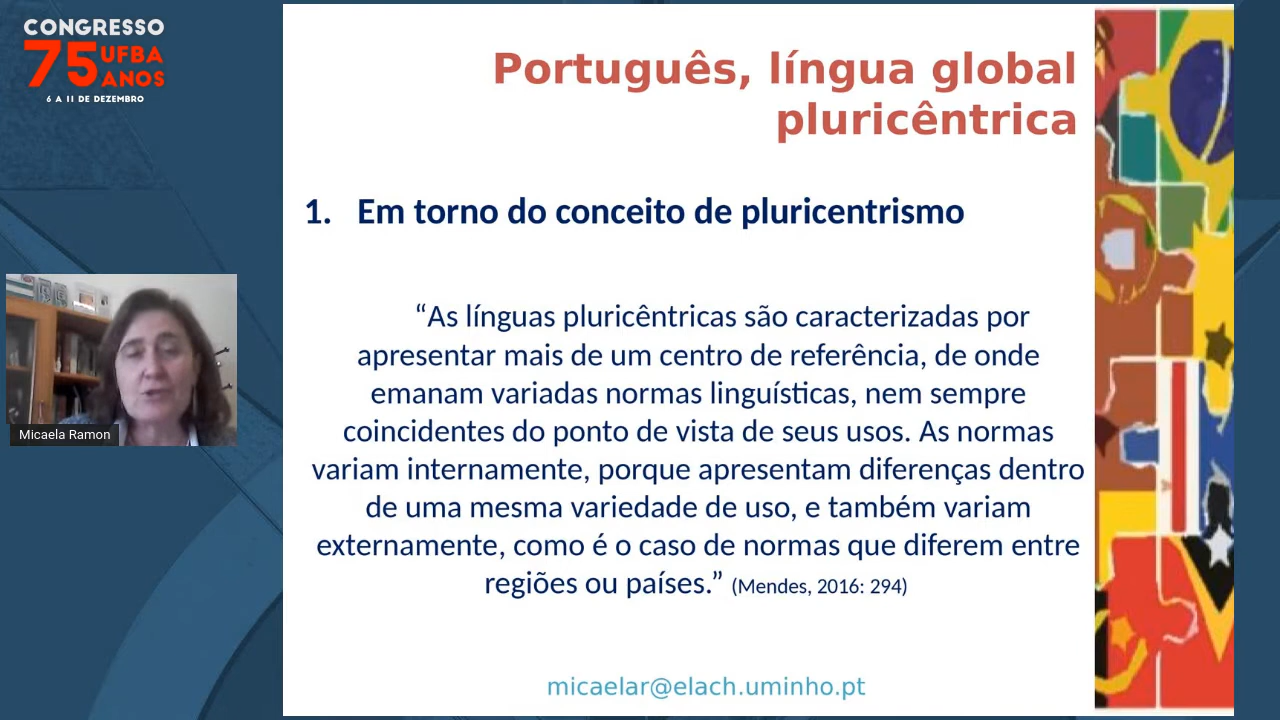 CONGRESSO
75 UFBA
ANOS
6 A 11 DE DEZEMBRO
Português, língua global
pluricêntrica
1. Em torno do conceito de pluricentrismo
“As línguas pluricêntricas são caracterizadas por
apresentar mais de um centro de referência, de onde
emanam variadas normas linguísticas, nem sempre
coincidentes do ponto de vista de seus usos. As normas
variam internamente, porque apresentam diferenças dentro
de uma mesma variedade de uso, e também variam
externamente, como é o caso de normas que diferem entre
regiões ou países.” (Mendes, 2016: 294)
Micaela Ramon
micaelar@elach.uminho.pt